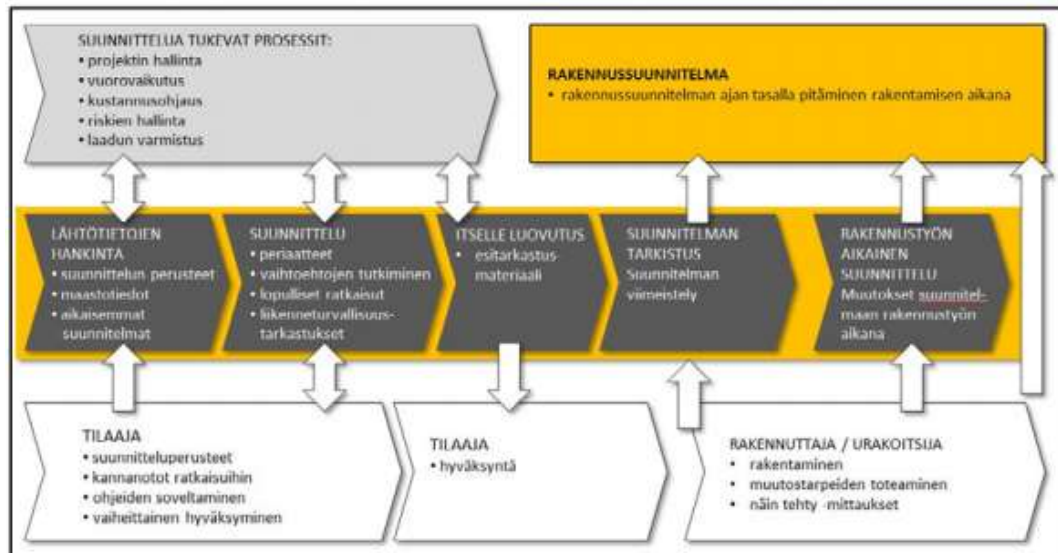 SUUNNITTELUA TUKEVAT PROSESSIT:
• projektin hallinta
• vuorovaikutus
• kustannusohjaus
• riskien hallinta
• laadun varmistus
RAKENNUSSUUNNITELMA
• rakennussuunnitelman ajan tasalla pitäminen rakentamisen aikana
LÄHTÖTIETOJEN
HANKINTA
• suunnittelun perusteet
• maastotiedot
• aikaisemmat
suunnitelmat
SUUNNITTELU
• periaatteet
• vaihtoehtojen tutkiminen
• lopulliset ratkaisut
• liikenneturvallisuus-
tarkastukset
ITSELLE LUOVUTUS
• esitarkastus-
materiaali
SUUNNITELMAN
TARKISTUS
Suunnitelman
viimeistely
RAKENNUSTYÖN
AIKAINEN
SUUNNITTELU
Muutokset suunnitel-
maan rakennustyön
aikana
TILAAJA
• suunnitteluperusteet
• kannanotot ratkaisuihin
• ohjeiden soveltaminen
• vaiheittainen hyväksyminen
TILAAJA
• hyväksyntä
RAKENNUTTAJA / URAKOITSIJA
• rakentaminen
• muutostarpeiden toteaminen
• näin tehty -mittaukset